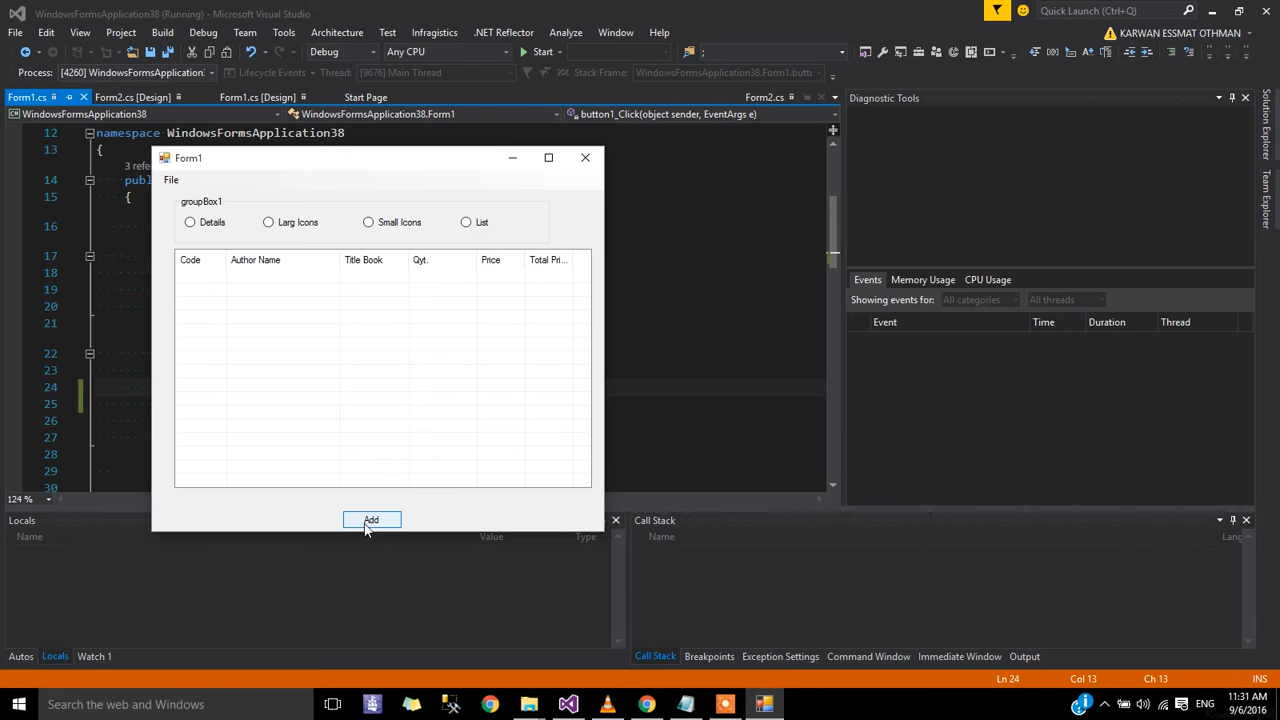 WindowsFormsApplication38 (Running) - Microsoft Visual Studio
Quick Launch (Ctrl+Q)
File Edit View Project Build Debug Team Tools Architecture Test Infragistics .NET Reflector Analyze Window Help
KARWAN ESSMAT OTHMAN
Debug Any CPU Start ;
Process: [4260] WindowsFormsApplication: Lifecycle Events Thread: [9676] Main Thread Stack Frame: WindowsFormsApplication38.Form1.butt
Form1.cs Form2.cs [Design] Form1.cs [Design] Start Page Form2.cs
WindowsFormsApplication38 WindowsFormsApplication38.Form1 button1_Click(object sender, EventArgs e)
12 namespace WindowsFormsApplication38
13 {
3 refe
14 publ
15 {
16
17
18
19
20
21
22
23
24
25
26
27
28
29
30
124 %
Form1
File
groupBox1
Details Larg Icons Small Icons List
Code Author Name Title Book Qyt. Price Total Pri...
Add
Diagnostic Tools
Events Memory Usage CPU Usage
Showing events for: All categories All threads
Event Time Duration Thread
Solution Explorer
Team Explorer
Locals
Name Value Type
Call Stack
Name Lang
Autos Locals Watch 1
Call Stack Breakpoints Exception Settings Command Window Immediate Window Output
Ln 24 Col 13 Ch 13 INS
Search the web and Windows
ENG
11:31 AM
9/6/2016